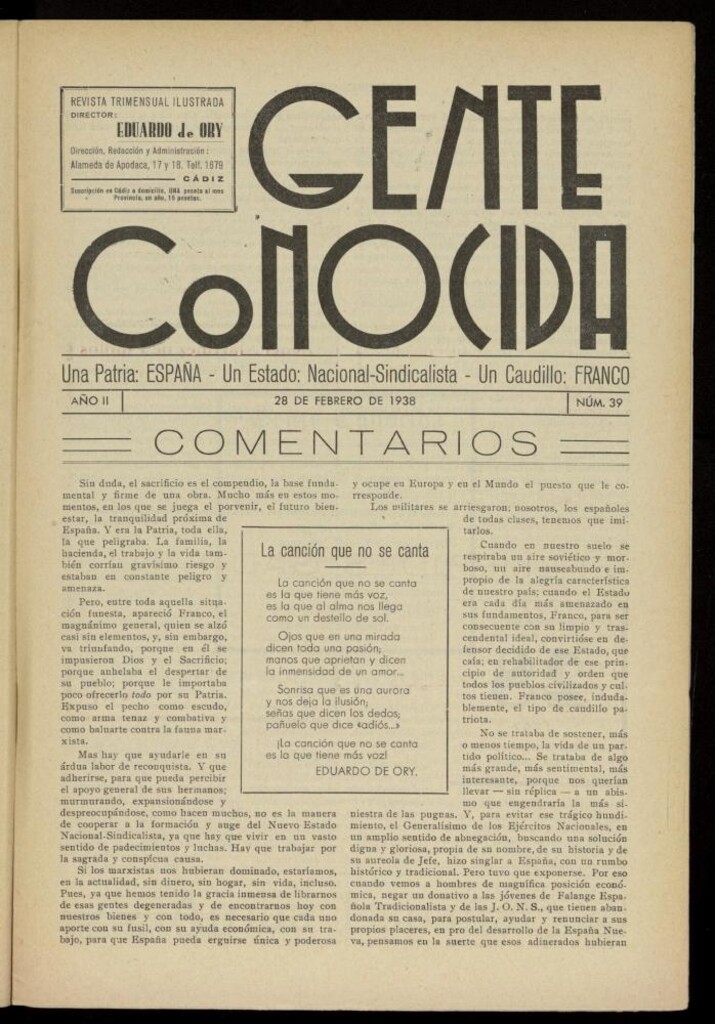 REVISTA TRIMENSUAL ILUSTRADA
DIRECTOR:
EDUARDO de ORY
Dirección, Redacción y Administración:
Alameda de Apodaca, 17 y 18. Telf. 1679
CÁDIZ
Suscripción en Cádiz a domicilio, UNA peseta al mes
Provincia, un año, 15 pesetas.
GENTE
CoNOCIDA
Una Patria: ESPAÑA - Un Estado: Nacional-Sindicalista - Un Caudillo: FRANCO
AÑO II
28 DE FEBRERO DE 1938
NÚM. 39
COMENTARIOS
Sin duda, el sacrificio es el compendio, la base funda-
mental y firme de una obra. Mucho más en estos mo-
mentos, en los que se juega el porvenir, el futuro bien-
estar, la tranquilidad próxima de
España. Y era la Patria, toda ella,
la que peligraba. La familia, la
hacienda, el trabajo y la vida tam-
bién corrían gravísimo riesgo y
estaban en constante peligro y
amenaza.
Pero, entre toda aquella situa-
ción funesta, apareció Franco, el
magnánimo general, quien se alzó
casi sin elementos, y, sin embargo,
va triunfando, porque en él se
impusieron Dios y el Sacrificio;
porque anhelaba el despertar de
su pueblo; porque le importaba
poco ofrecerlo todo por su Patria.
Expuso el pecho como escudo,
como arma tenaz y combativa y
como baluarte contra la fauna mar-
xista.
Mas hay que ayudarle en su
árdua labor de reconquista. Y que
adherirse, para que pueda percibir
el apoyo general de sus hermanos;
murmurando, expansionándose y
despreocupándose, como hacen muchos, no es la manera
de cooperar a la formación y auge del Nuevo Estado
Nacional-Sindicalista, ya que hay que vivir en un vasto
sentido de padecimientos y luchas. Hay que trabajar por
la sagrada y conspicua causa.
Si los marxistas nos hubieran dominado, estaríamos,
en la actualidad, sin dinero, sin hogar, sin vida, incluso.
Pues, ya que hemos tenido la gracia inmensa de librarnos
de esas gentes degeneradas y de encontrarnos hoy con
nuestros bienes y con todo, es necesario que cada uno
aporte con su fusil, con su ayuda económica, con su tra-
bajo, para que España pueda erguirse única y poderosa
La canción que no se canta
La canción que no se canta
es la que tiene más voz,
es la que al alma nos llega
como un destello de sol.
Ojos que en una mirada
dicen toda una pasión;
manos que aprietan y dicen
la inmensidad de un amor...
Sonrisa que es una aurora
y nos deja la ilusión;
señas que dicen los dedos;
pañuelo que dice «adiós...»
¡La canción que no se canta
es la que tiene más voz!
EDUARDO DE ORY.
y ocupe en Europa y en el Mundo el puesto que le co-
rresponde.
Los militares se arriesgaron; nosotros, los españoles
de todas clases, tenemos que imi-
tarlos.
Cuando en nuestro suelo se
respiraba un aire soviético y mor-
boso, un aire nauseabundo e im-
propio de la alegría característica
de nuestro país; cuando el Estado
era cada día más amenazado en
sus fundamentos, Franco, para ser
consecuente con su limpio y tras-
cendental ideal, convirtióse en de-
fensor decidido de ese Estado, que
caía; en rehabilitador de ese prin-
cipio de autoridad y orden que
todos los pueblos civilizados y cul-
tos tienen. Franco posee, induda-
blemente, el tipo de caudillo pa-
triota.
No se trataba de sostener, más
o menos tiempo, la vida de un par-
tido político... Se trataba de algo
más grande, más sentimental, más
interesante, porque nos querían
llevar — sin réplica — a un abis-
mo que engendraría la más si-
niestra de las pugnas. Y, para evitar ese trágico hundi-
miento, el Generalísimo de los Ejércitos Nacionales, en
un amplio sentido de abnegación, buscando una solución
digna y gloriosa, propia de su nombre, de su historia y de
su aureola de Jefe, hizo singlar a España, con un rumbo
histórico y tradicional. Pero tuvo que exponerse. Por eso
cuando vemos a hombres de magnífica posición econó-
mica, negar un donativo a las jóvenes de Falange Espa-
ñola Tradicionalista y de las J. O. N. S., que tienen aban-
donada su casa, para postular, ayudar y renunciar a sus
propios placeres, en pro del desarrollo de la España Nue-
va, pensamos en la suerte que esos adinerados hubieran